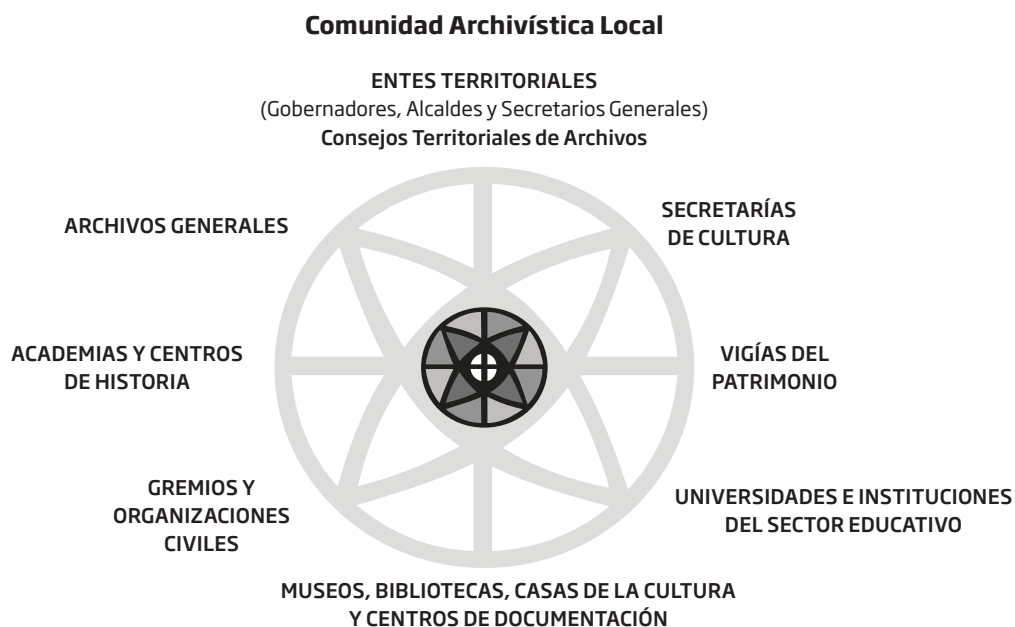 Comunidad Archivística Local
ENTES TERRITORIALES
(Gobernadores, Alcaldes y Secretarios Generales)
Consejos Territoriales de Archivos
ARCHIVOS GENERALES
SECRETARÍAS
DE CULTURA
ACADEMIAS Y CENTROS
DE HISTORIA
VIGÍAS DEL
PATRIMONIO
GREMIOS Y
ORGANIZACIONES
CIVILES
UNIVERSIDADES E INSTITUCIONES
DEL SECTOR EDUCATIVO
MUSEOS, BIBLIOTECAS, CASAS DE LA CULTURA
Y CENTROS DE DOCUMENTACIÓN